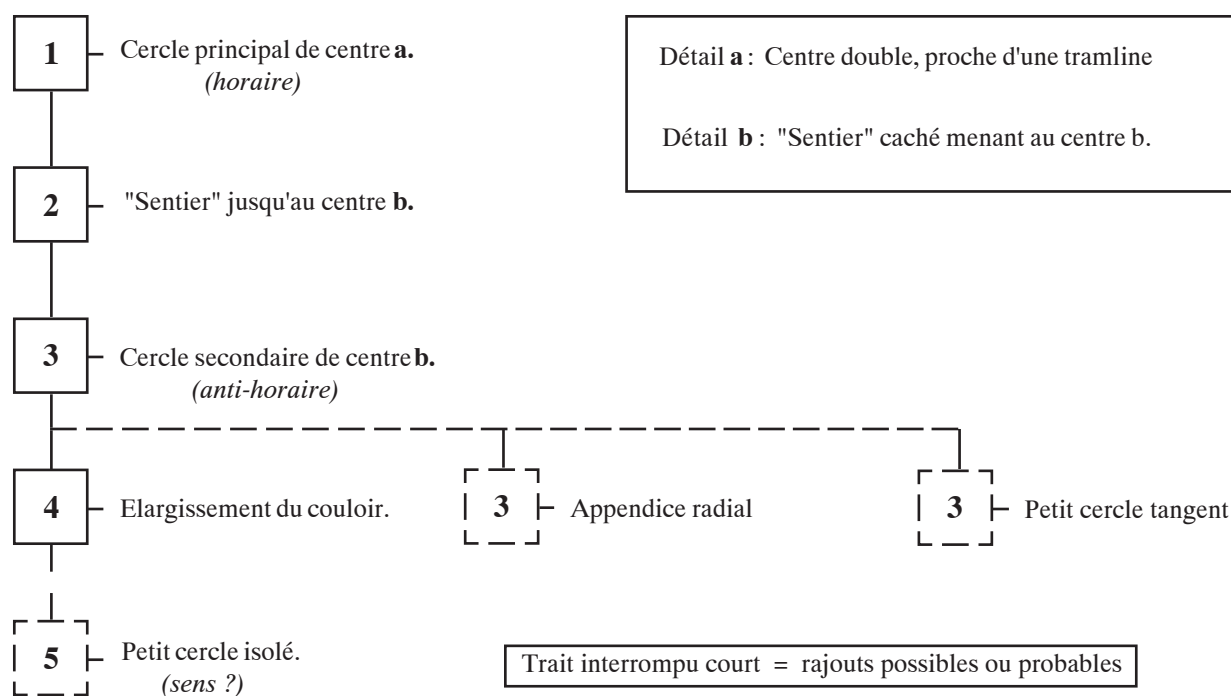 1
Cercle principal de centre a.
(horaire)
Détail a : Centre double, proche d'une tramline
Détail b : "Sentier" caché menant au centre b.
2
"Sentier" jusqu'au centre b.
3
Cercle secondaire de centre b.
(anti-horaire)
4
Elargissement du couloir.
3
Appendice radial
3
Petit cercle tangent
5
Petit cercle isolé.
(sens ?)
Trait interrompu court = rajouts possibles ou probables